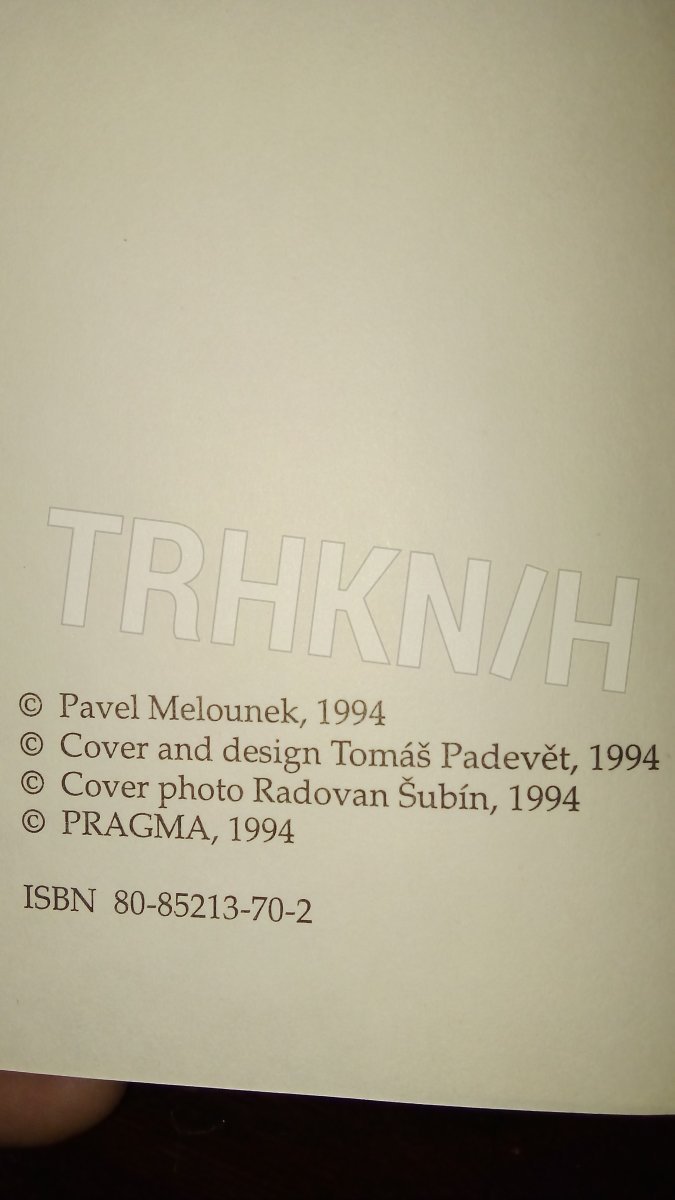 TRHKN/H
© Pavel Melounek, 1994
© Cover and design Tomáš Padevět, 1994
© Cover photo Radovan Šubín, 1994
© PRAGMA, 1994
ISBN 80-85213-70-2